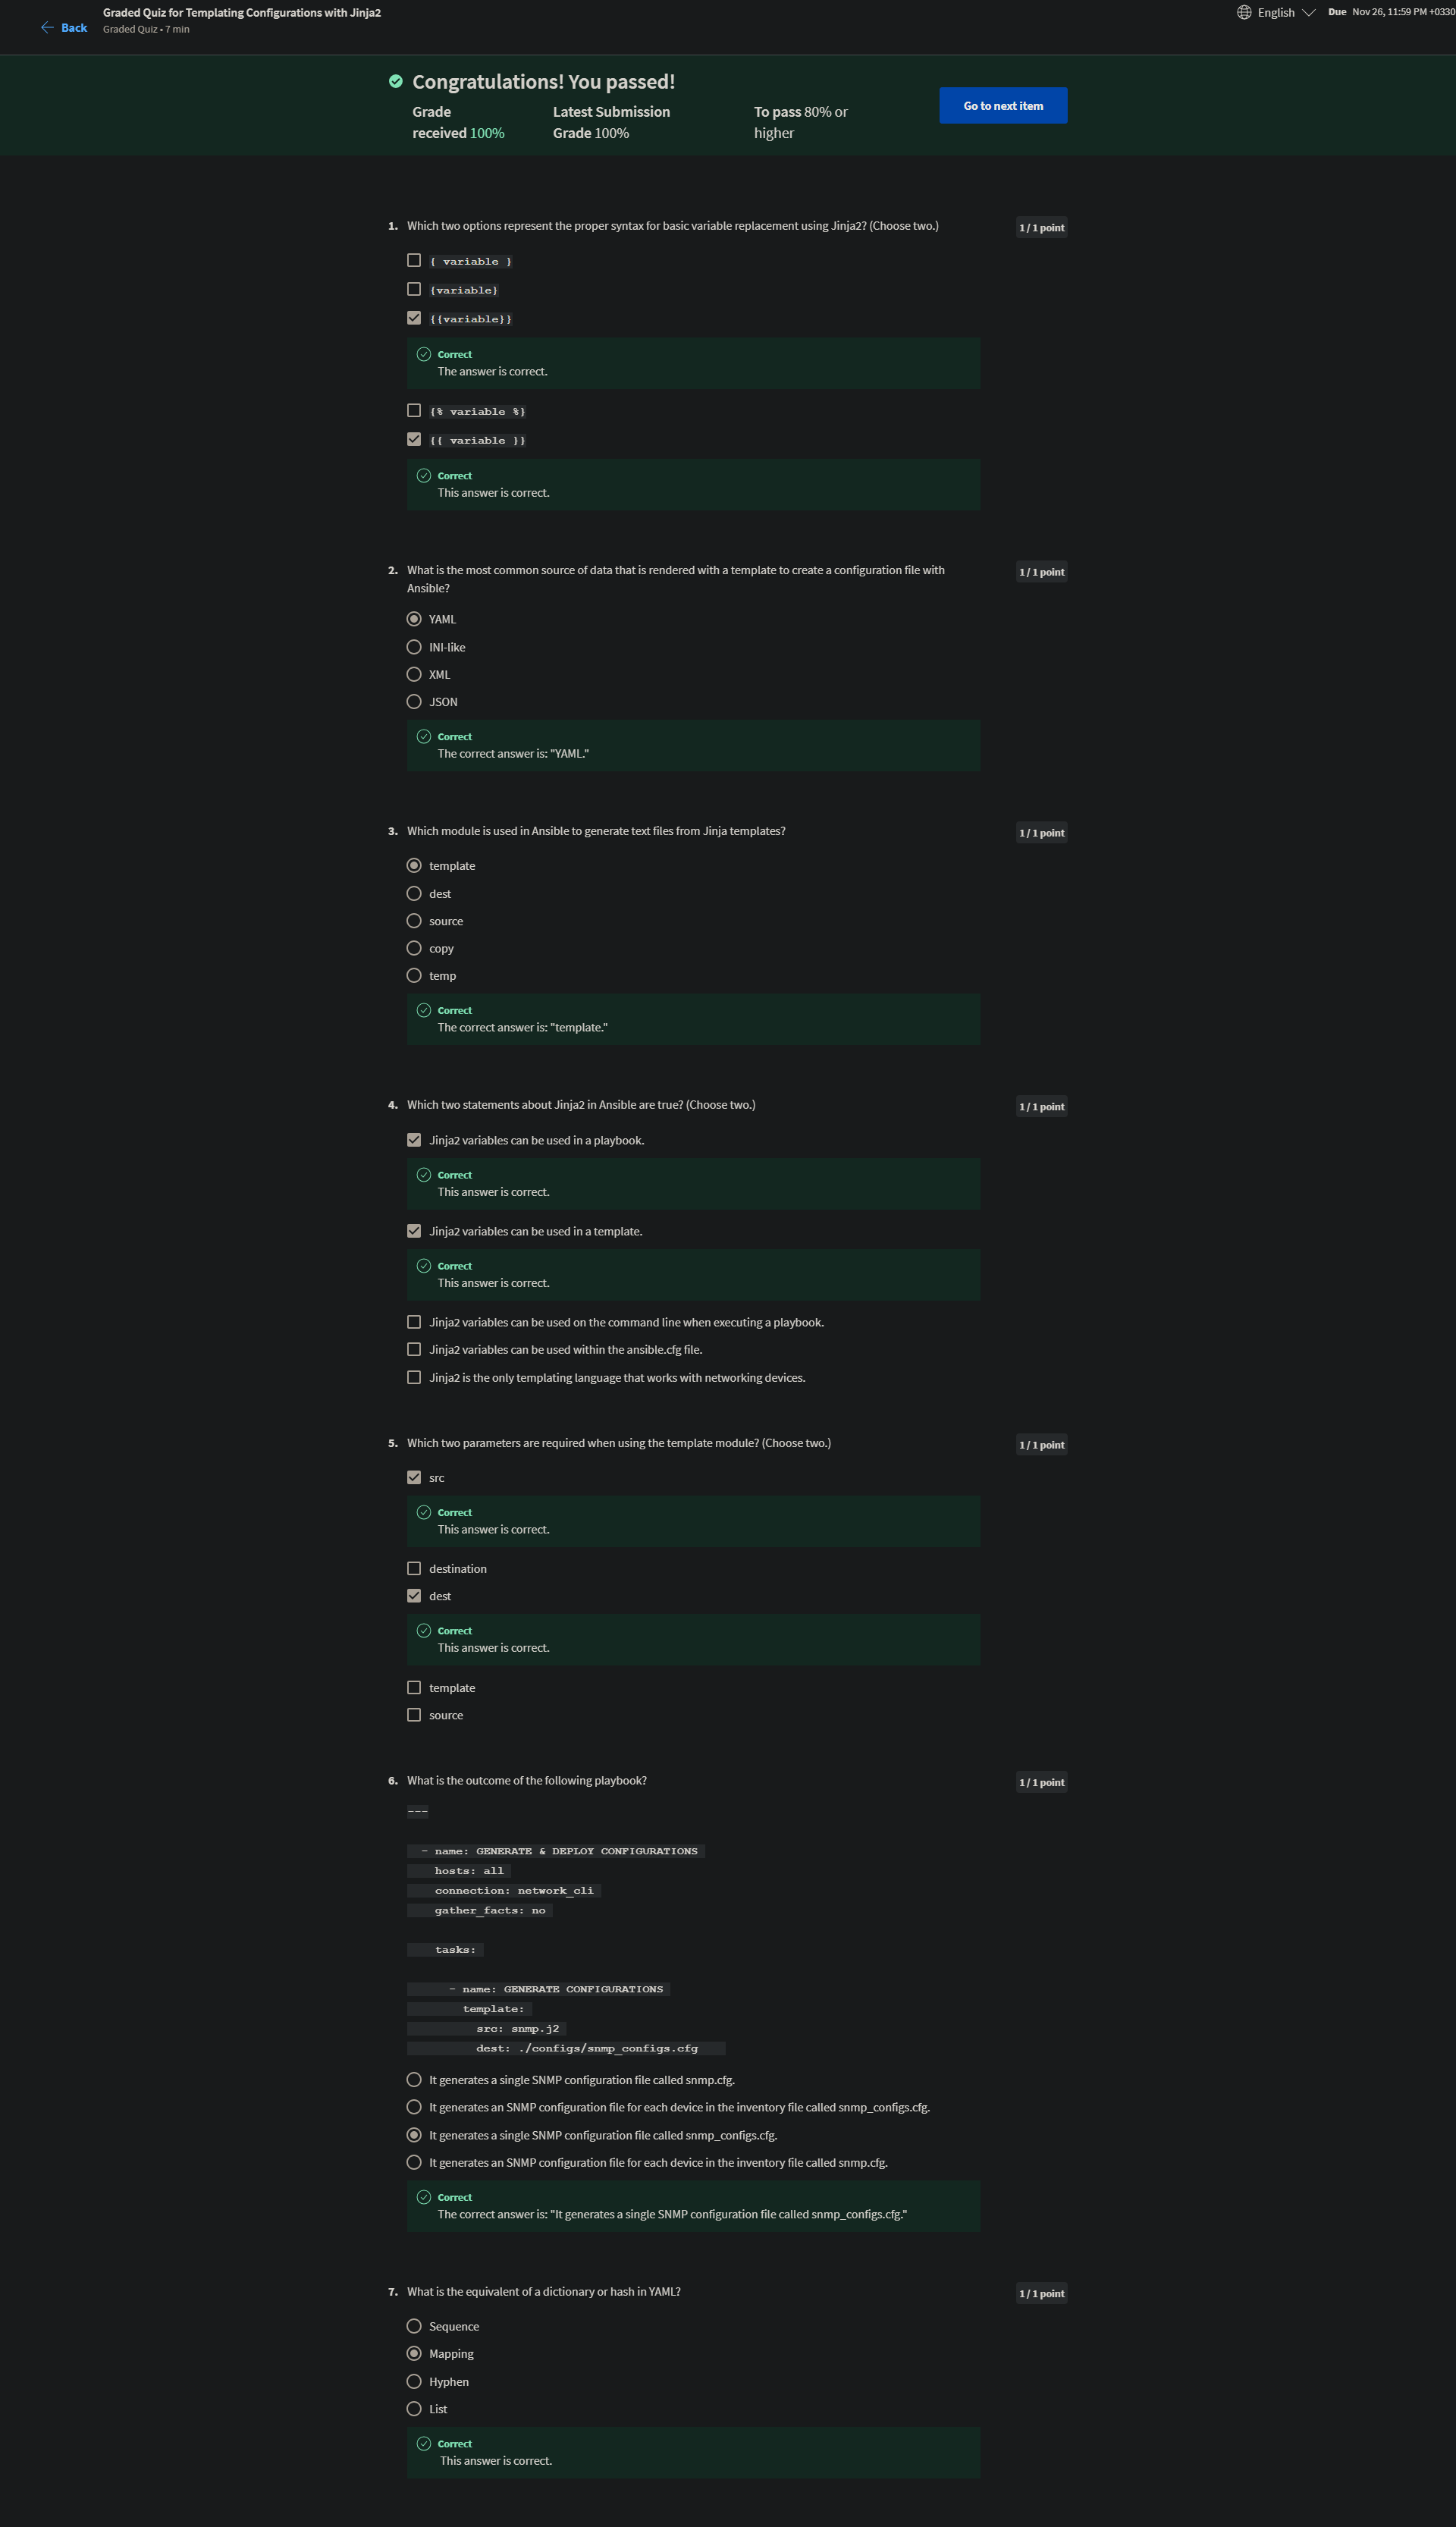 Back
Graded Quiz for Templating Configurations with Jinja2
Graded Quiz • 7 min
English
Due Nov 26, 11:59 PM +0330
Congratulations! You passed!
Grade received 100%
Latest Submission Grade 100%
To pass 80% or higher
Go to next item
1. Which two options represent the proper syntax for basic variable replacement using Jinja2? (Choose two.)
1 / 1 point
{ variable }
{variable}
{{variable}}
Correct
The answer is correct.
{% variable %}
{{ variable }}
Correct
This answer is correct.
2. What is the most common source of data that is rendered with a template to create a configuration file with
Ansible?
1 / 1 point
YAML
INI-like
XML
JSON
Correct
The correct answer is: "YAML."
3. Which module is used in Ansible to generate text files from Jinja templates?
1 / 1 point
template
dest
source
copy
temp
Correct
The correct answer is: "template."
4. Which two statements about Jinja2 in Ansible are true? (Choose two.)
1 / 1 point
Jinja2 variables can be used in a playbook.
Correct
This answer is correct.
Jinja2 variables can be used in a template.
Correct
This answer is correct.
Jinja2 variables can be used on the command line when executing a playbook.
Jinja2 variables can be used within the ansible.cfg file.
Jinja2 is the only templating language that works with networking devices.
5. Which two parameters are required when using the template module? (Choose two.)
1 / 1 point
src
Correct
This answer is correct.
destination
dest
Correct
This answer is correct.
template
source
6. What is the outcome of the following playbook?
1 / 1 point
---
- name: GENERATE & DEPLOY CONFIGURATIONS
hosts: all
connection: network_cli
gather_facts: no
tasks:
- name: GENERATE CONFIGURATIONS
template:
src: snmp.j2
dest: ./configs/snmp_configs.cfg
It generates a single SNMP configuration file called snmp.cfg.
It generates an SNMP configuration file for each device in the inventory file called snmp_configs.cfg.
It generates a single SNMP configuration file called snmp_configs.cfg.
It generates an SNMP configuration file for each device in the inventory file called snmp.cfg.
Correct
The correct answer is: "It generates a single SNMP configuration file called snmp_configs.cfg."
7. What is the equivalent of a dictionary or hash in YAML?
1 / 1 point
Sequence
Mapping
Hyphen
List
Correct
This answer is correct.